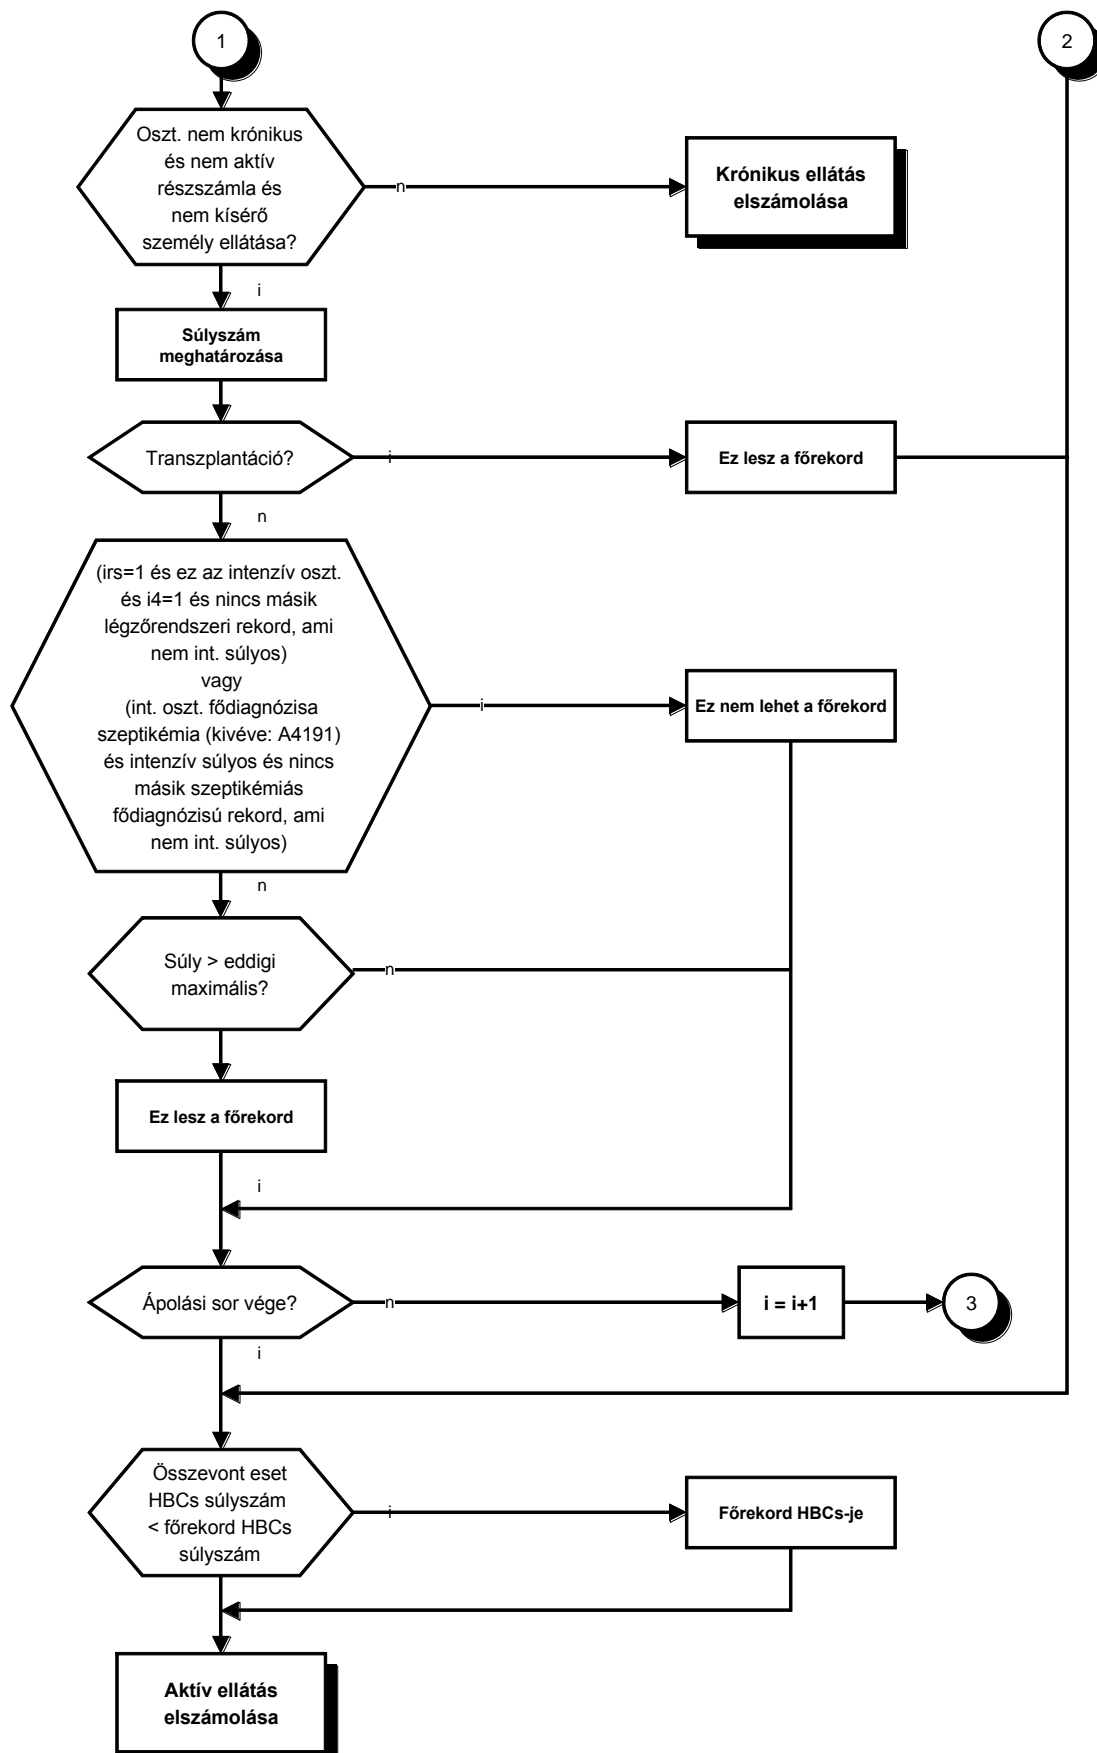 1
2
Oszt. nem krónikus
és nem aktív
részszámla és
nem kísérő
személy ellátása?
n
Krónikus ellátás
elszámolása
i
Súlyszám
meghatározása
Transzplantáció?
i
Ez lesz a főrekord
n
(irs=1 és ez az intenzív oszt.
és i4=1 és nincs másik
légzőrendszeri rekord, ami
nem int. súlyos)
vagy
(int. oszt. fődiagnózisa
szeptikémia (kivéve: A4191)
és intenzív súlyos és nincs
másik szeptikémiás
fődiagnózisú rekord, ami
nem int. súlyos)
i
Ez nem lehet a főrekord
n
Súly > eddigi
maximális?
n
Ez lesz a főrekord
i
Ápolási sor vége?
n
i = i+1
3
i
Összevont eset
HBCs súlyszám
< főrekord HBCs
súlyszám
i
Főrekord HBCs-je
Aktív ellátás
elszámolása